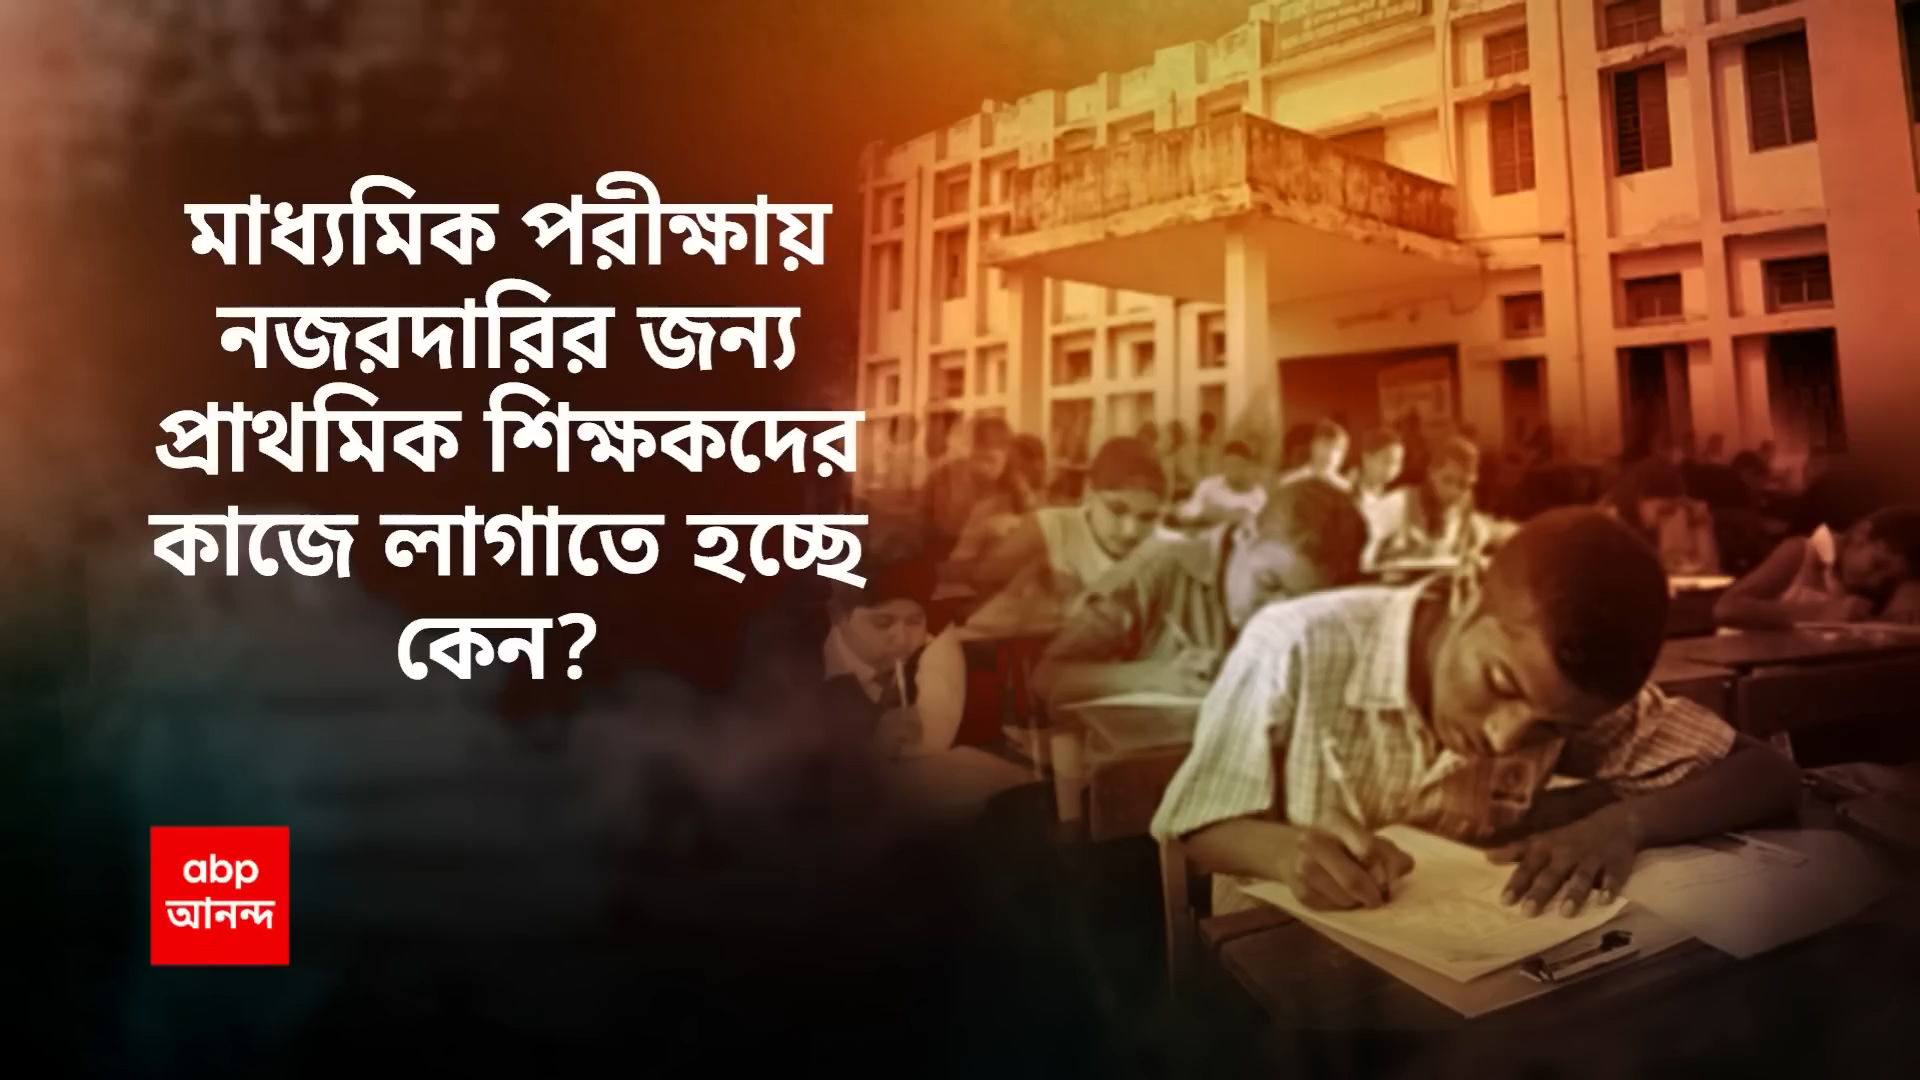 মাধ্যমিক পরীক্ষায়
নজরদারির জন্য
প্রাথমিক শিক্ষকদের
কাজে লাগাতে হচ্ছে
কেন?
abp
আনন্দ